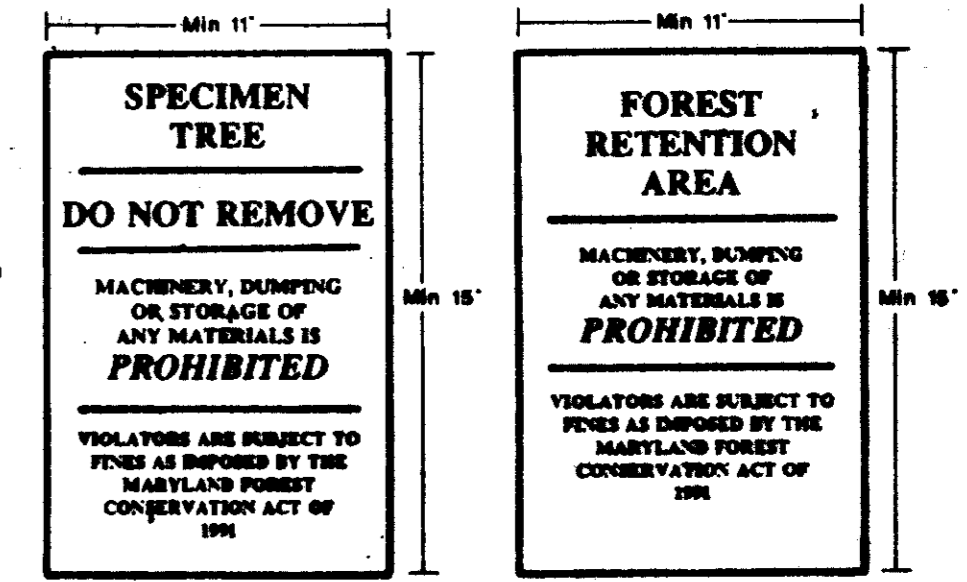 Min 11"
SPECIMEN
TREE
DO NOT REMOVE
MACHINERY, DUMPING
OR STORAGE OF
ANY MATERIALS IS
PROHIBITED
VIOLATORS ARE SUBJECT TO
FINES AS IMPOSED BY THE
MARYLAND FOREST
CONSERVATION ACT OF
1991
Min 15"
Min 11"
FOREST
RETENTION
AREA
MACHINERY, DUMPING
OR STORAGE OF
ANY MATERIALS IS
PROHIBITED
VIOLATORS ARE SUBJECT TO
FINES AS IMPOSED BY THE
MARYLAND FOREST
CONSERVATION ACT OF
1991
Min 15"